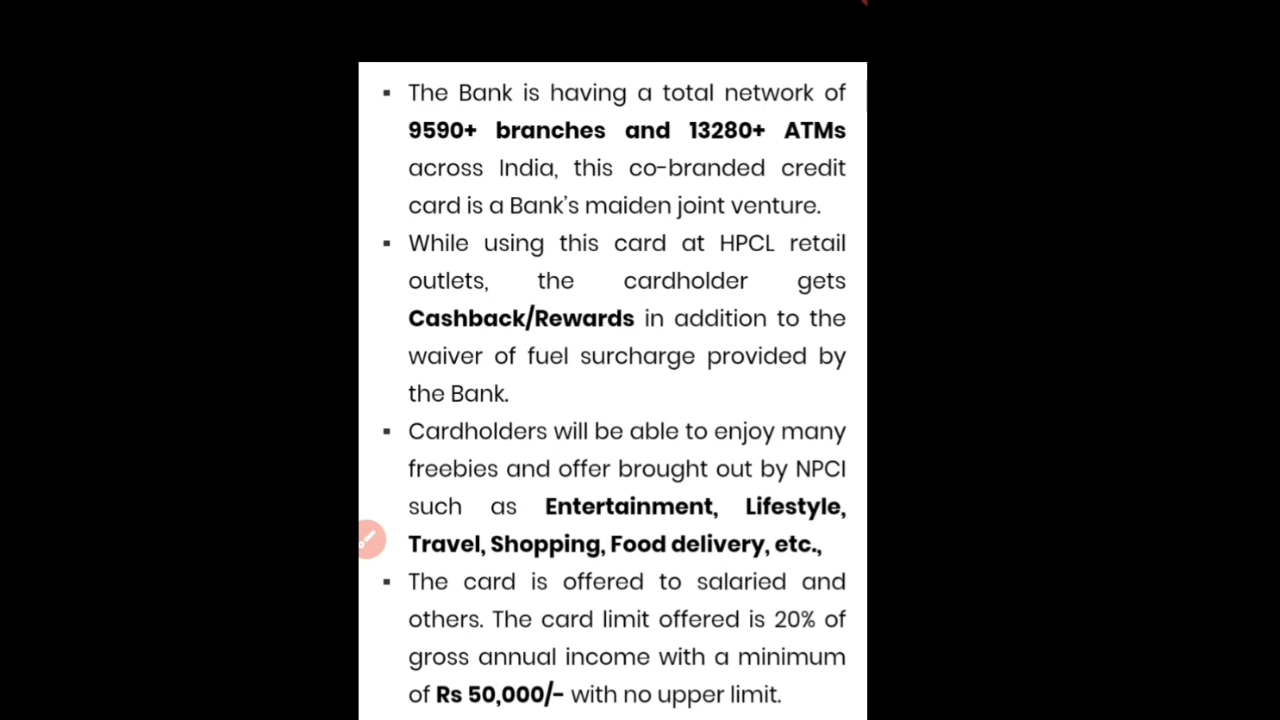 ▪ The Bank is having a total network of
9590+ branches and 13280+ ATMs
across India, this co-branded credit
card is a Bank's maiden joint venture.
▪ While using this card at HPCL retail
outlets, the cardholder gets
Cashback/Rewards in addition to the
waiver of fuel surcharge provided by
the Bank.
▪ Cardholders will be able to enjoy many
freebies and offer brought out by NPCI
such as Entertainment, Lifestyle,
Travel, Shopping, Food delivery, etc.,
▪ The card is offered to salaried and
others. The card limit offered is 20% of
gross annual income with a minimum
of Rs 50,000/- with no upper limit.